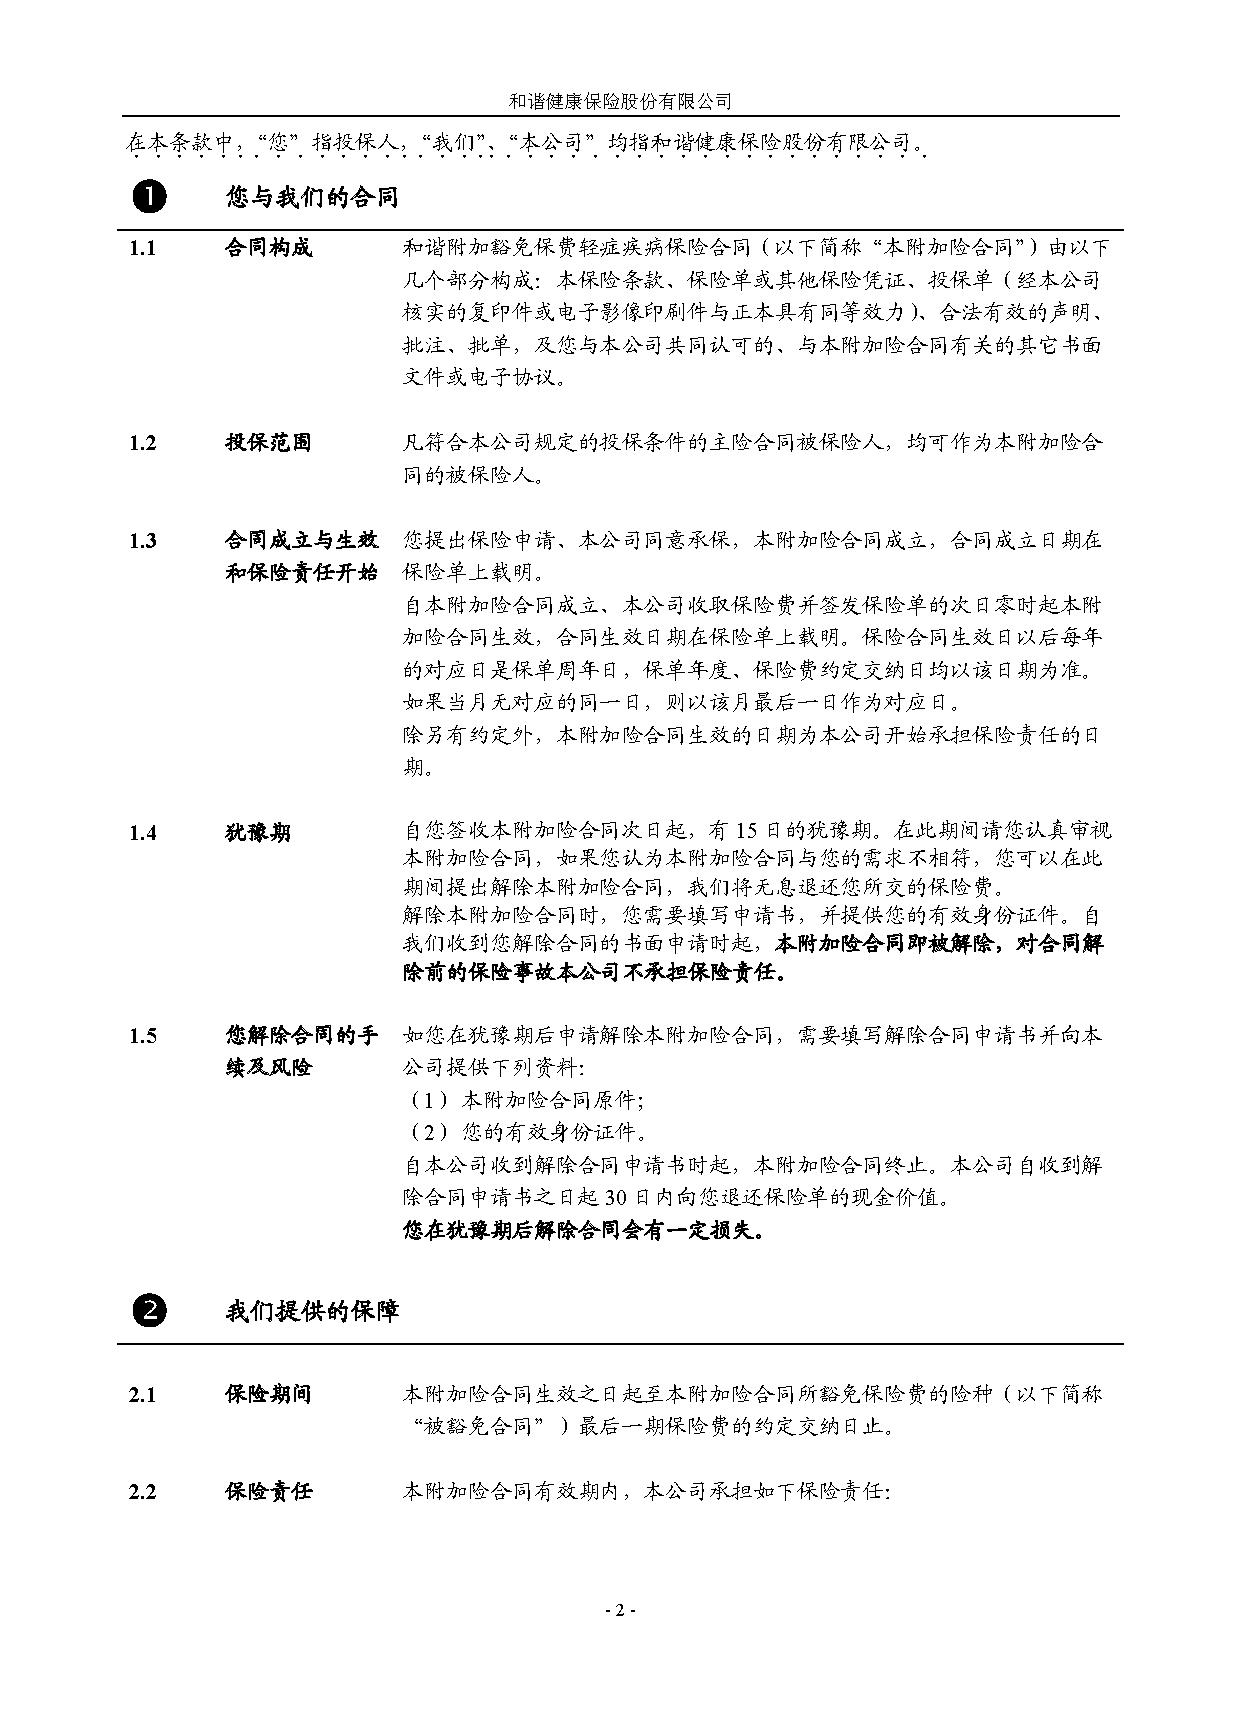 和谐健康保险股份有限公司
在本条款中，“您”指投保人，“我们”、“本公司”均指和谐健康保险股份有限公司。
❶ 您与我们的合同
1.1 合同构成 和谐附加豁免保费轻症疾病保险合同（以下简称“本附加险合同”）由以下
几个部分构成：本保险条款、保险单或其他保险凭证、投保单（经本公司
核实的复印件或电子影像印刷件与正本具有同等效力）、合法有效的声明、
批注、批单，及您与本公司共同认可的、与本附加险合同有关的其它书面
文件或电子协议。
1.2 投保范围 凡符合本公司规定的投保条件的主险合同被保险人，均可作为本附加险合
同的被保险人。
1.3 合同成立与生效 您提出保险申请、本公司同意承保，本附加险合同成立，合同成立日期在
和保险责任开始 保险单上载明。
自本附加险合同成立、本公司收取保险费并签发保险单的次日零时起本附
加险合同生效，合同生效日期在保险单上载明。保险合同生效日以后每年
的对应日是保单周年日，保单年度、保险费约定交纳日均以该日期为准。
如果当月无对应的同一日，则以该月最后一日作为对应日。
除另有约定外，本附加险合同生效的日期为本公司开始承担保险责任的日
期。
1.4 犹豫期 自您签收本附加险合同次日起，有 15 日的犹豫期。在此期间请您认真审视
本附加险合同，如果您认为本附加险合同与您的需求不相符，您可以在此
期间提出解除本附加险合同，我们将无息退还您所交的保险费。
解除本附加险合同时，您需要填写申请书，并提供您的有效身份证件。自
我们收到您解除合同的书面申请时起，本附加险合同即被解除，对合同解
除前的保险事故本公司不承担保险责任。
1.5 您解除合同的手 如您在犹豫期后申请解除本附加险合同，需要填写解除合同申请书并向本
续及风险 公司提供下列资料：
（1） 本附加险合同原件；
（2） 您的有效身份证件。
自本公司收到解除合同申请书时起，本附加险合同终止。本公司自收到解
除合同申请书之日起 30 日内向您退还保险单的现金价值。
您在犹豫期后解除合同会有一定损失。
❷ 我们提供的保障
2.1 保险期间 本附加险合同生效之日起至本附加险合同所豁免保险费的险种（以下简称
“被豁免合同”）最后一期保险费的约定交纳日止。
2.2 保险责任 本附加险合同有效期内，本公司承担如下保险责任：
- 2 -